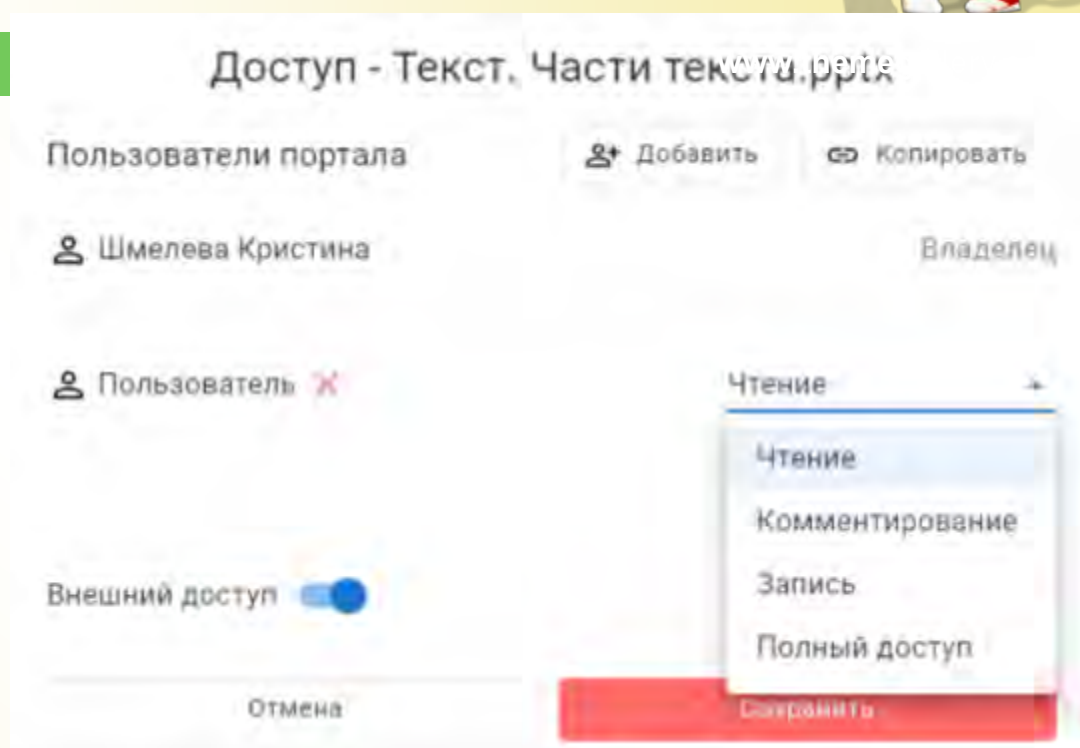 Доступ - Текст. Части текста.pptx
Пользователи портала
Добавить
Копировать
Шмелева Кристина
Владелец
Пользователь
Чтение
Чтение
Комментирование
Запись
Полный доступ
Внешний доступ
Отмена
Сохранить